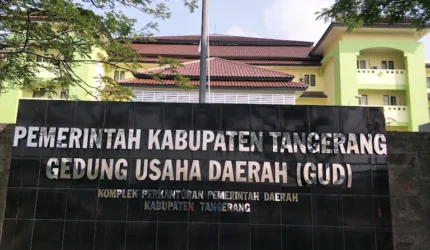 PEMERINTAH KABUPATEN TANGERANG
GEDUNG USAHA DAERAH (GUD)
KOMPLEK PERKANTORAN PEMERINTAH DAERAH
KABUPATEN TANGERANG